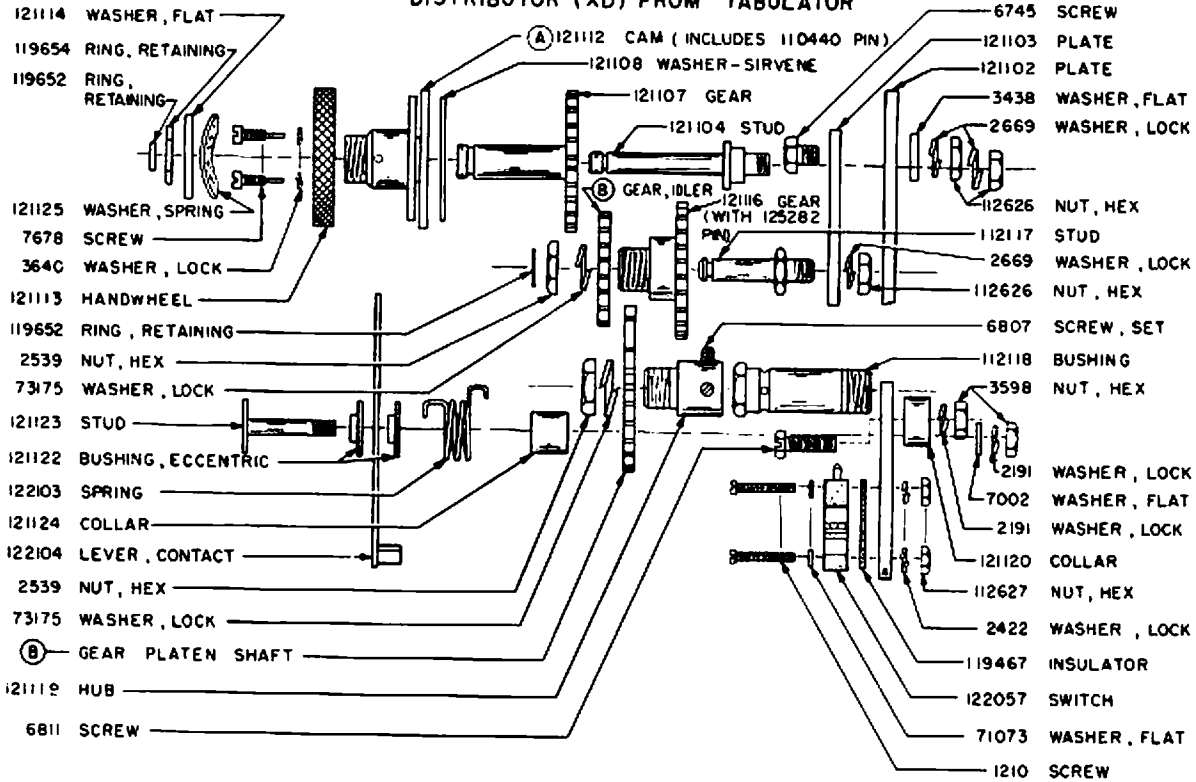 DISTRIBUTOR (XD) FROM TABULATOR
121114 WASHER, FLAT
119654 RING, RETAINING
119652 RING,
RETAINING
A 121112 CAM (INCLUDES 110440 PIN)
121108 WASHER-SIRVENE
121107 GEAR
121104 STUD
B GEAR, IDLER
121116 GEAR
(WITH 125282
PIN)
6745 SCREW
121103 PLATE
121102 PLATE
3438 WASHER, FLAT
2669 WASHER, LOCK
112626 NUT, HEX
112117 STUD
2669 WASHER, LOCK
112626 NUT, HEX
6807 SCREW, SET
112118 BUSHING
3598 NUT, HEX
2191 WASHER, LOCK
7002 WASHER, FLAT
2191 WASHER, LOCK
121120 COLLAR
112627 NUT, HEX
2422 WASHER, LOCK
119467 INSULATOR
122057 SWITCH
71073 WASHER, FLAT
1210 SCREW
121125 WASHER, SPRING
7678 SCREW
3640 WASHER, LOCK
121113 HANDWHEEL
119652 RING, RETAINING
2539 NUT, HEX
73175 WASHER, LOCK
121123 STUD
121122 BUSHING, ECCENTRIC
122103 SPRING
121124 COLLAR
122104 LEVER, CONTACT
2539 NUT, HEX
73175 WASHER, LOCK
B GEAR PLATEN SHAFT
121119 HUB
6811 SCREW